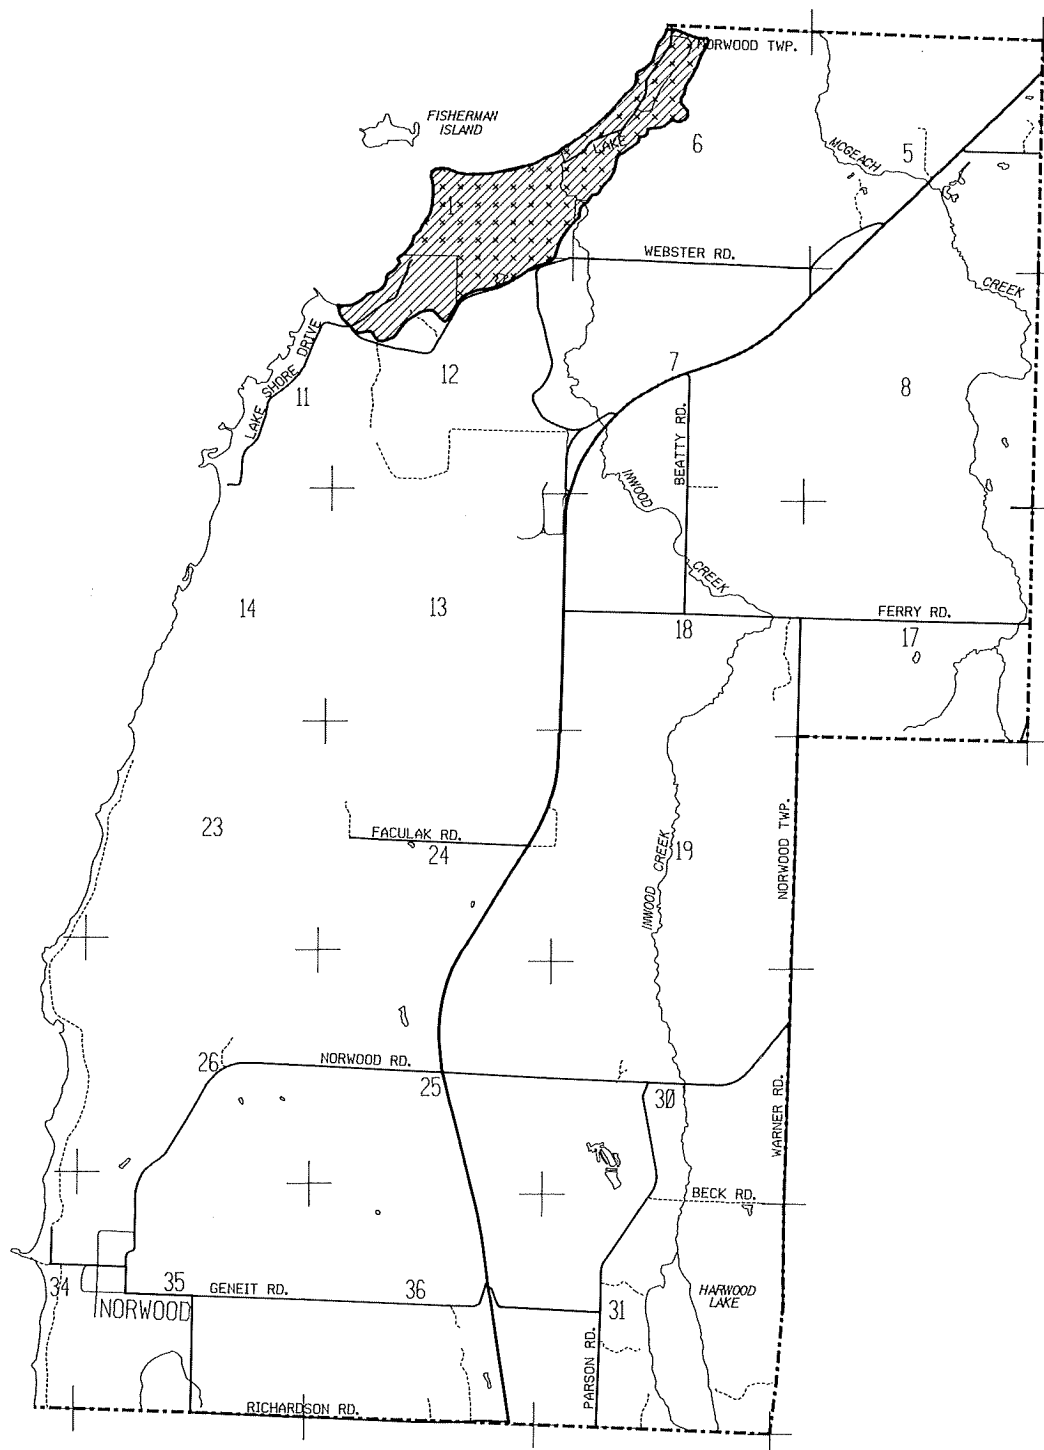 NORWOOD TWP.
FISHERMAN
ISLAND
6
MCGEACH
5
LAKE
1
WEBSTER RD.
CREEK
LAKE SHORE DRIVE
12
11
7
8
BEATTY RD.
INWOOD
CREEK
14
13
18
FERRY RD.
17
23
FACULAK RD.
24
INWOOD CREEK
19
NORWOOD TWP.
26
NORWOOD RD.
25
30
WARNER RD.
BECK RD.
34
35
GENEIT RD.
36
HARWOOD
LAKE
NORWOOD
31
PARSON RD.
RICHARDSON RD.